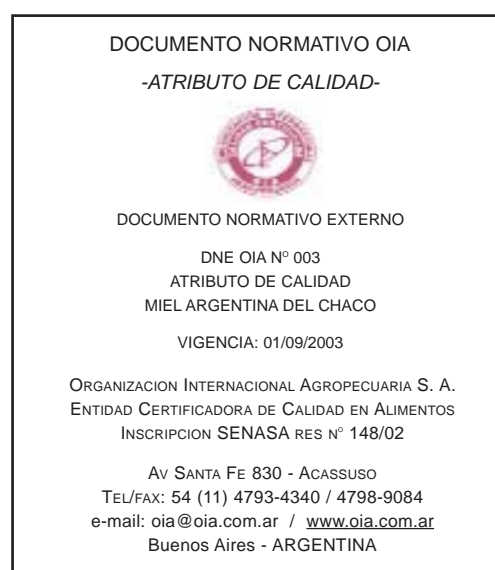 DOCUMENTO NORMATIVO OIA
-ATRIBUTO DE CALIDAD-
DOCUMENTO NORMATIVO EXTERNO
DNE OIA Nº 003
ATRIBUTO DE CALIDAD
MIEL ARGENTINA DEL CHACO
VIGENCIA: 01/09/2003
ORGANIZACION INTERNACIONAL AGROPECUARIA S. A.
ENTIDAD CERTIFICADORA DE CALIDAD EN ALIMENTOS
INSCRIPCION SENASA RES Nº 148/02
AV SANTA FE 830 - ACASSUSO
TEL/FAX: 54 (11) 4793-4340 / 4798-9084
e-mail: oia@oia.com.ar / www.oia.com.ar
Buenos Aires - ARGENTINA